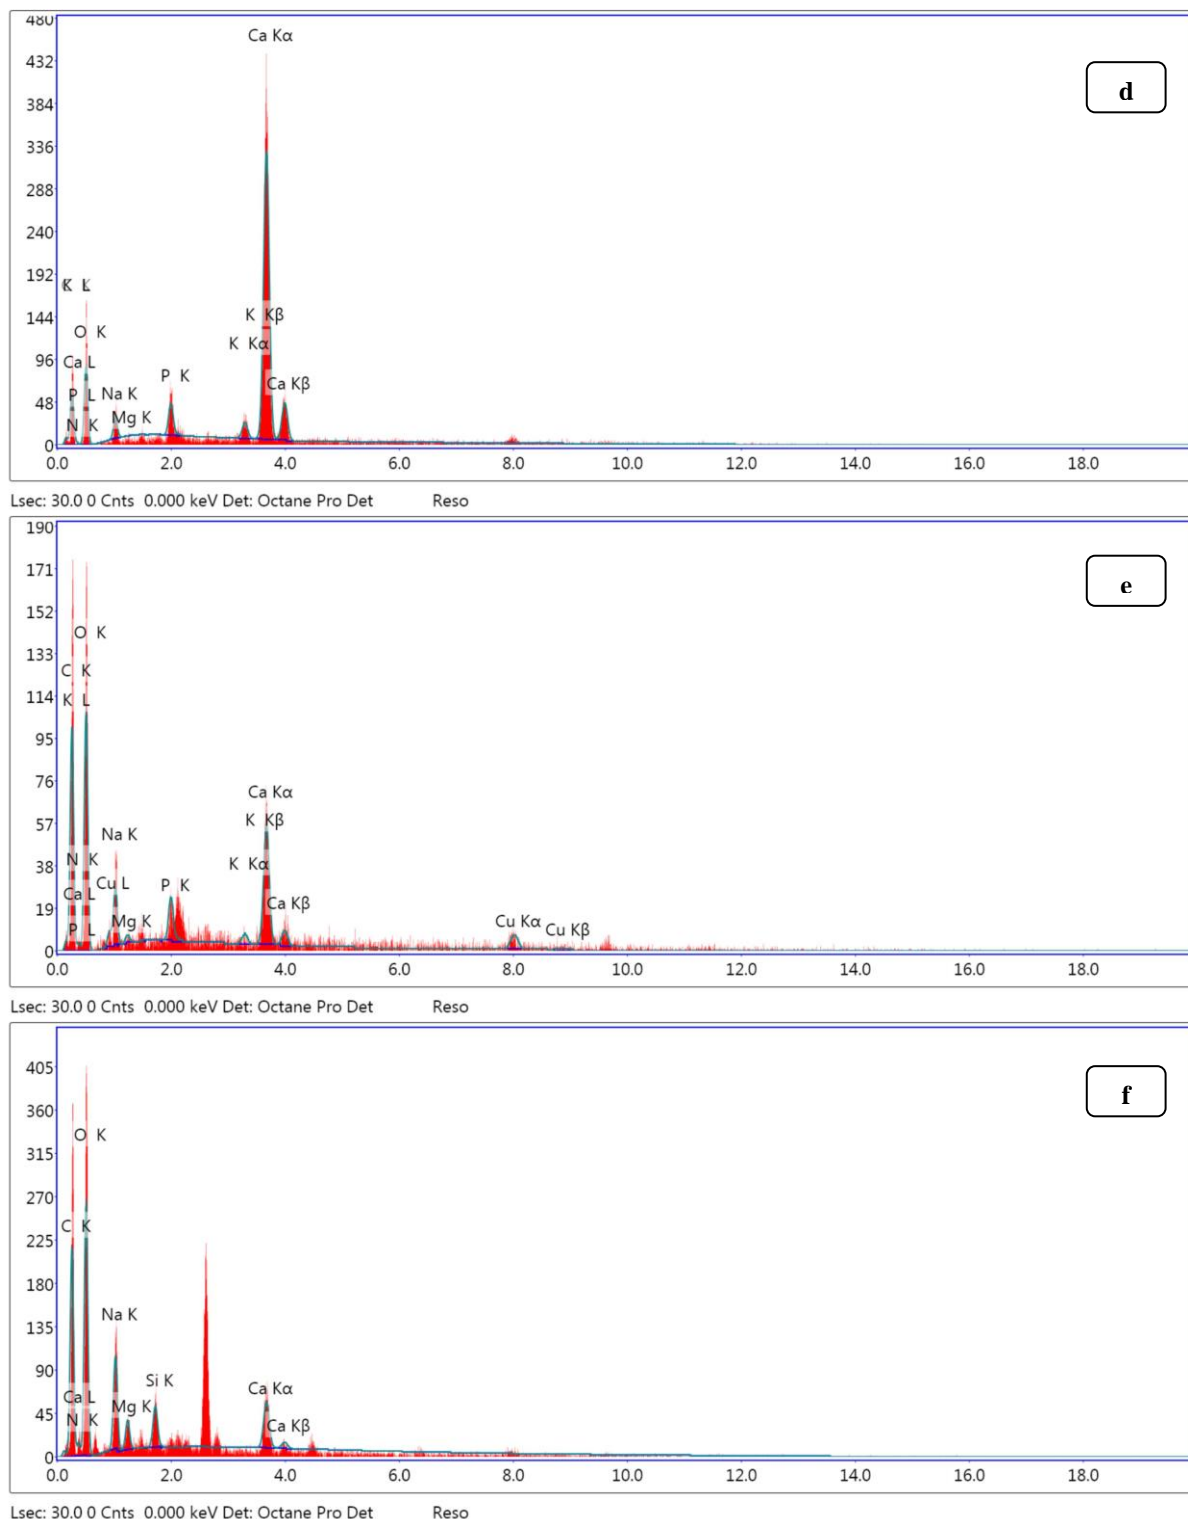 480
Ca Kα
432
d
384
336
288
240
192
K L
144
K Kβ
O K
K Kα
96
Ca L
P K
Ca Kβ
P L
Na K
48
Mg K
N K
0
0.0 2.0 4.0 6.0 8.0 10.0 12.0 14.0 16.0 18.0
Lsec: 30.0 0 Cnts 0.000 keV Det: Octane Pro Det Reso
190
171
e
152
O K
133
C K
114
K L
95
76
Ca Kα
57
K Kβ
Na K
38
N K
K Kα
Cu L
P K
Ca L
19
Ca Kβ
P L
Mg K
Cu Kα
Cu Kβ
0
0.0 2.0 4.0 6.0 8.0 10.0 12.0 14.0 16.0 18.0
Lsec: 30.0 0 Cnts 0.000 keV Det: Octane Pro Det Reso
405
f
360
O K
315
270
225
C K
180
135
Na K
90
Si K
Ca Kα
Ca L
Mg K
45
N K
Ca Kβ
0
0.0 2.0 4.0 6.0 8.0 10.0 12.0 14.0 16.0 18.0
Lsec: 30.0 0 Cnts 0.000 keV Det: Octane Pro Det Reso